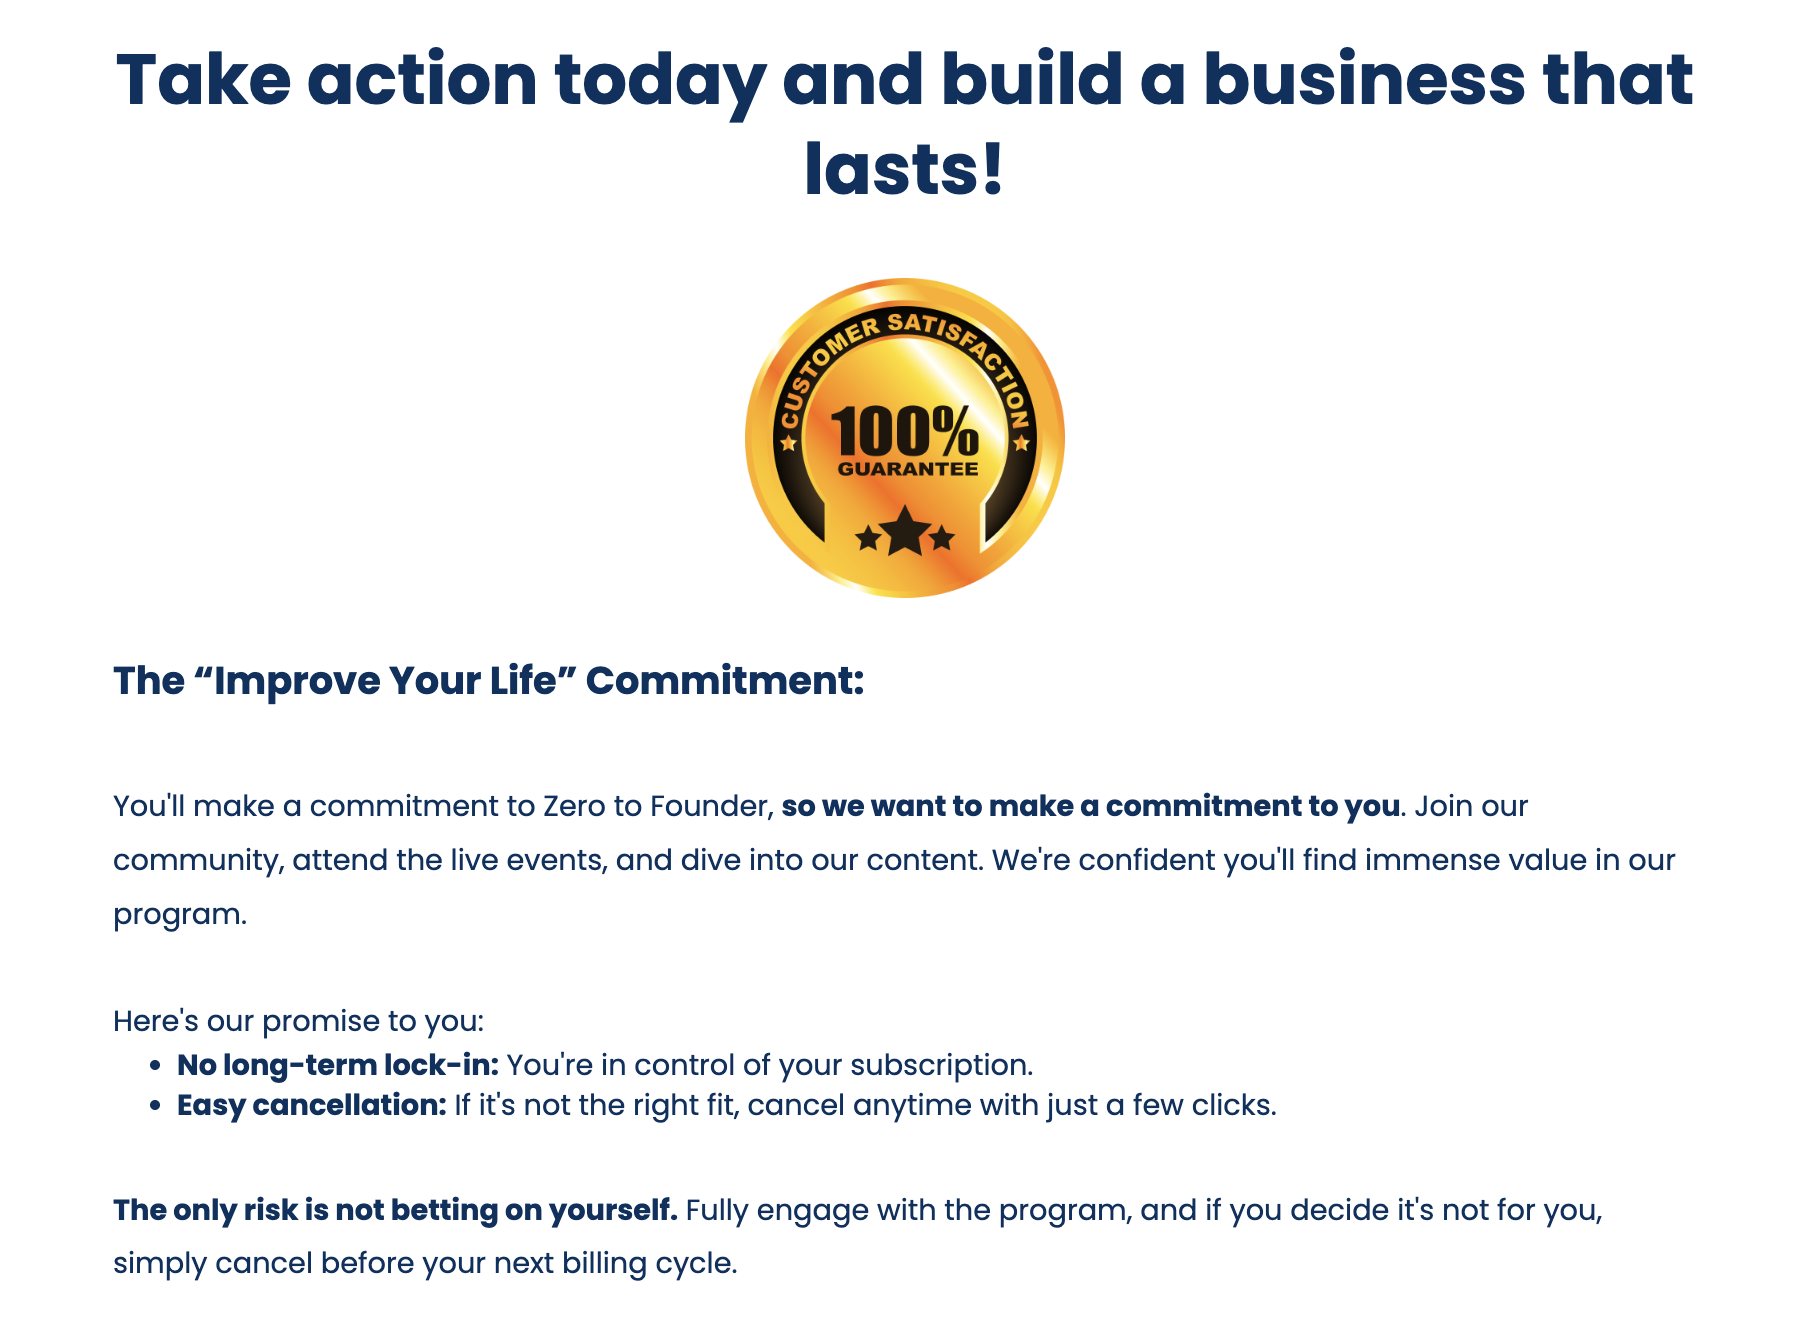 Take action today and build a business that
lasts!
CUSTOMER SATISFACTION
100%
GUARANTEE
The “Improve Your Life” Commitment:
You'll make a commitment to Zero to Founder, so we want to make a commitment to you. Join our
community, attend the live events, and dive into our content. We're confident you'll find immense value in our
program.
Here's our promise to you:
• No long-term lock-in: You're in control of your subscription.
• Easy cancellation: If it's not the right fit, cancel anytime with just a few clicks.
The only risk is not betting on yourself. Fully engage with the program, and if you decide it's not for you,
simply cancel before your next billing cycle.